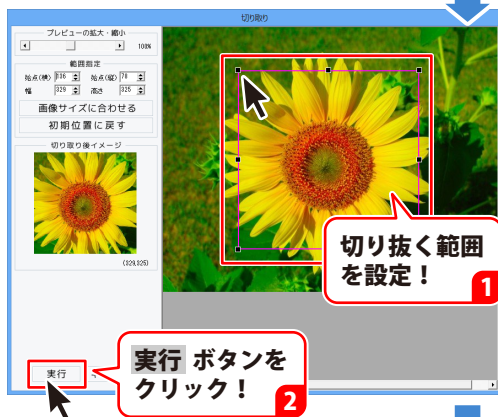 切り取り
プレビューの拡大・縮小
100%
範囲指定
始点(横) 836 始点(縦) 78
幅 329 高さ 325
画像サイズに合わせる
初期位置に戻す
切り取り後イメージ
(329,325)
切り抜く範囲
を設定！
1
実行
実行 ボタンを
クリック！
2